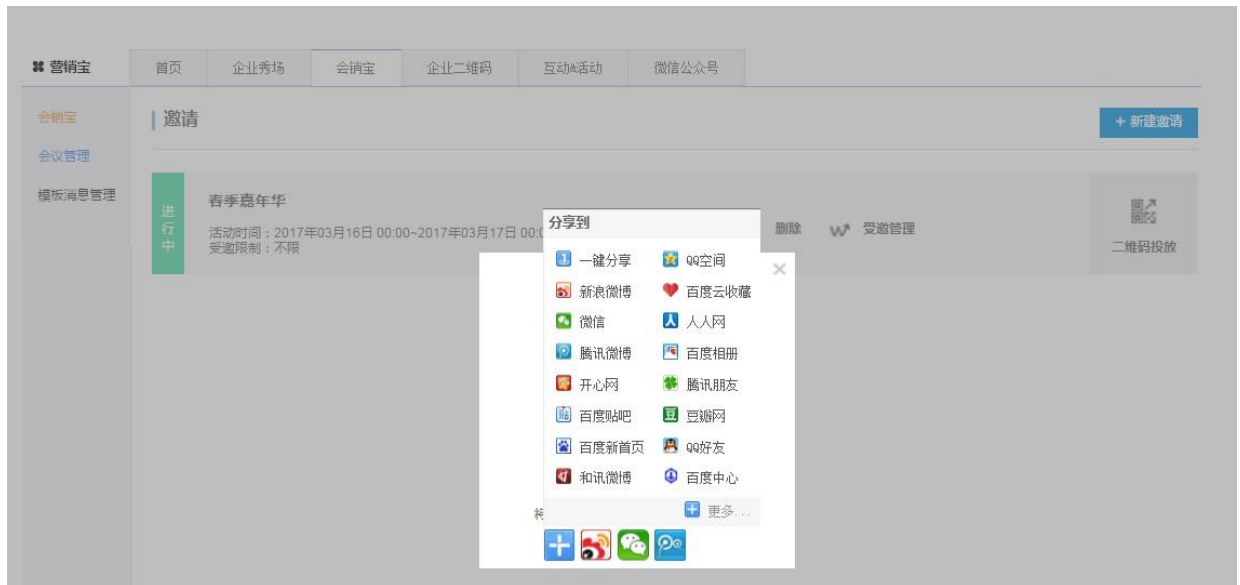 营销宝
首页
企业秀场
会销宝
企业二维码
互动&活动
微信公众号
会销宝
会议管理
模板消息管理
邀请
+ 新建邀请
进行中
春季嘉年华
活动时间：2017年03月16日 00:00~2017年03月17日 00:
受邀限制：不限
删除
受邀管理
二维码投放
分享到
一键分享
QQ空间
新浪微博
百度云收藏
微信
人人网
腾讯微博
百度相册
开心网
腾讯朋友
百度贴吧
豆瓣网
百度新首页
QQ好友
和讯微博
百度中心
更多...